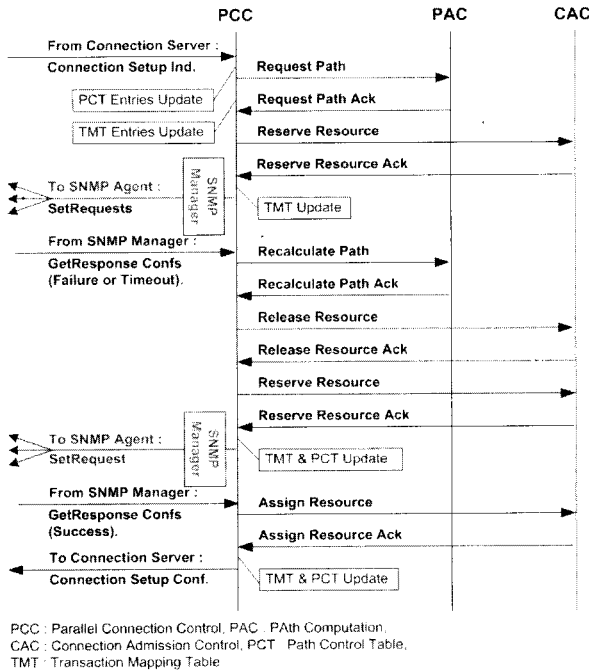 PCC PAC CAC
From Connection Server :
Connection Setup Ind.
Request Path
PCT Entries Update
Request Path Ack
TMT Entries Update
Reserve Resource
Reserve Resource Ack
To SNMP Agent :
SetRequests
SNMP
Manager
TMT Update
From SNMP Manager :
GetResponse Confs
(Failure or Timeout).
Recalculate Path
Recalculate Path Ack
Release Resource
Release Resource Ack
Reserve Resource
Reserve Resource Ack
To SNMP Agent :
SetRequest
SNMP
Manager
TMT & PCT Update
From SNMP Manager :
GetResponse Confs
(Success).
Assign Resource
Assign Resource Ack
To Connection Server :
Connection Setup Conf.
TMT & PCT Update
PCC : Parallel Connection Control, PAC : PAth Computation,
CAC : Connection Admission Control, PCT : Path Control Table,
TMT : Transaction Mapping Table